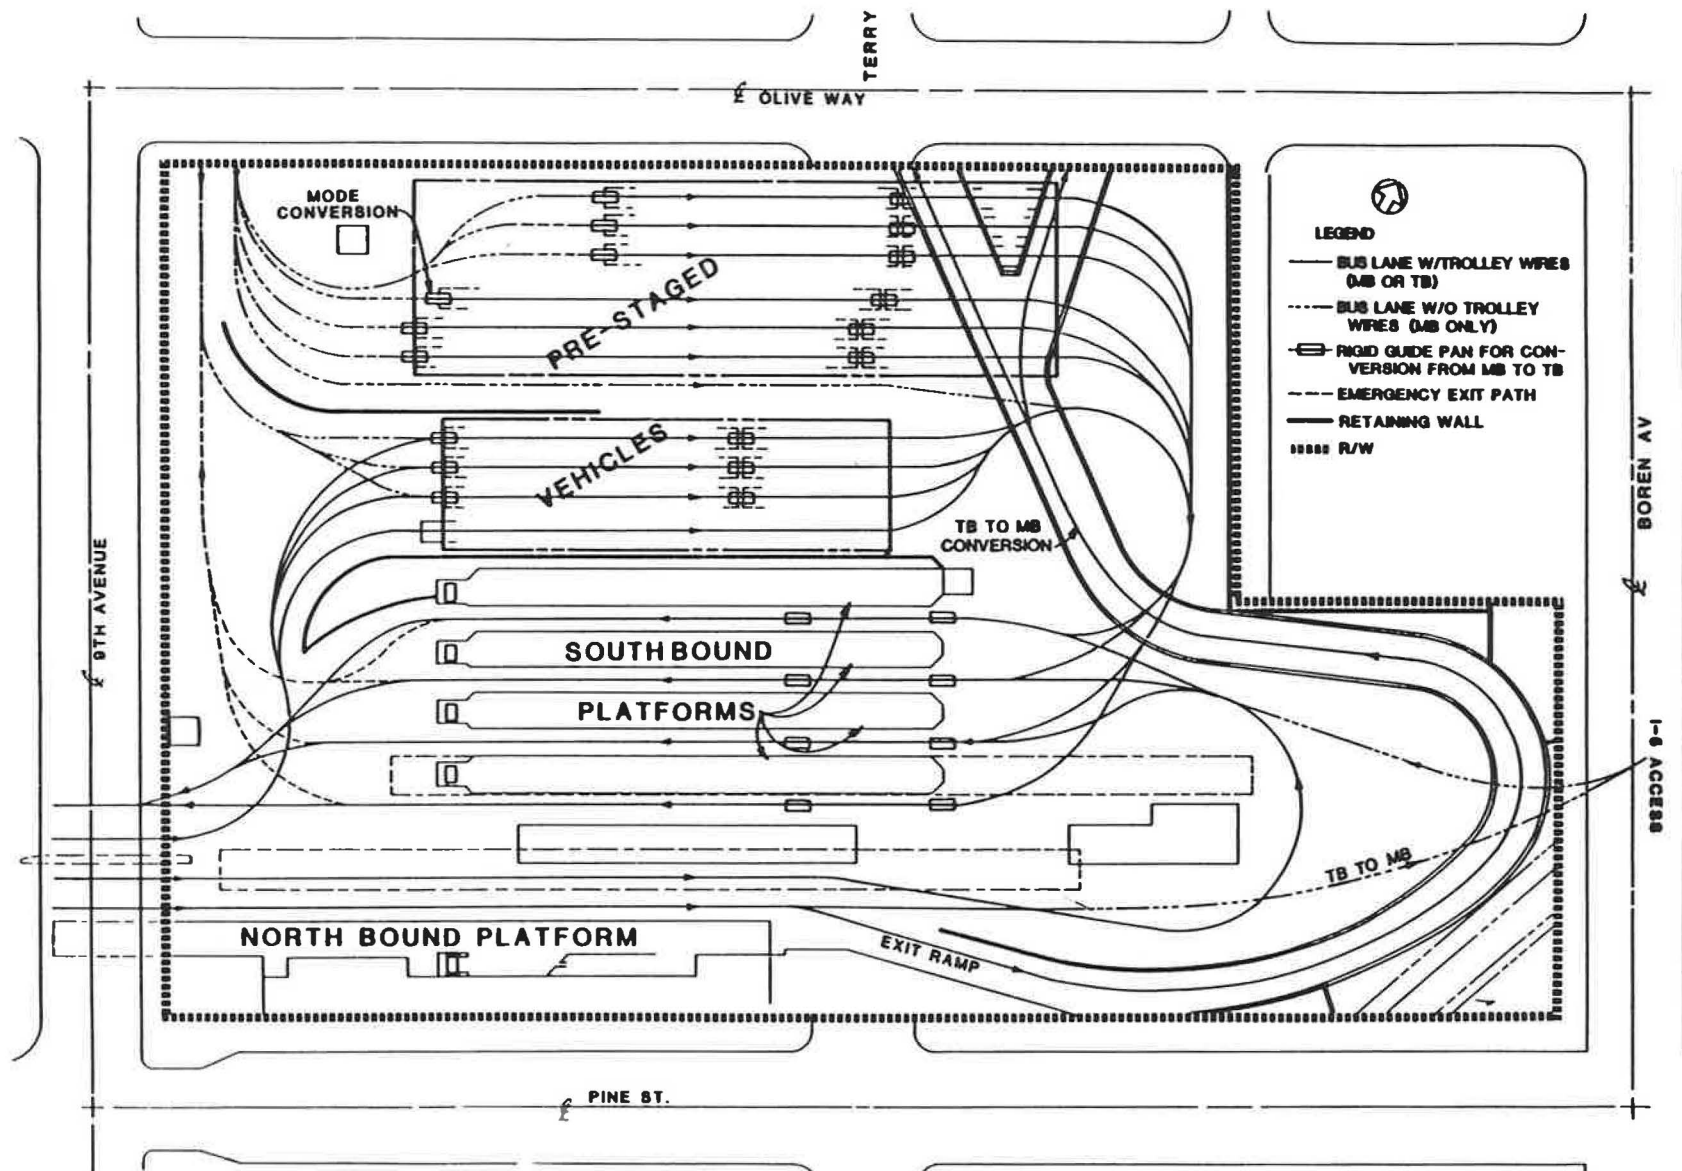 TERRY
℄ OLIVE WAY
MODE
CONVERSION
PRE-STAGED
VEHICLES
LEGEND
BUS LANE W/TROLLEY WIRES
(MB OR TB)
BUS LANE W/O TROLLEY
WIRES (MB ONLY)
RIGID GUIDE PAN FOR CON-
VERSION FROM MB TO TB
EMERGENCY EXIT PATH
RETAINING WALL
R/W
℄ 9TH AVENUE
BOREN AV
℄
TB TO MB
CONVERSION
SOUTHBOUND
PLATFORMS
I-5 ACCESS
TB TO MB
NORTH BOUND PLATFORM
EXIT RAMP
℄ PINE ST.